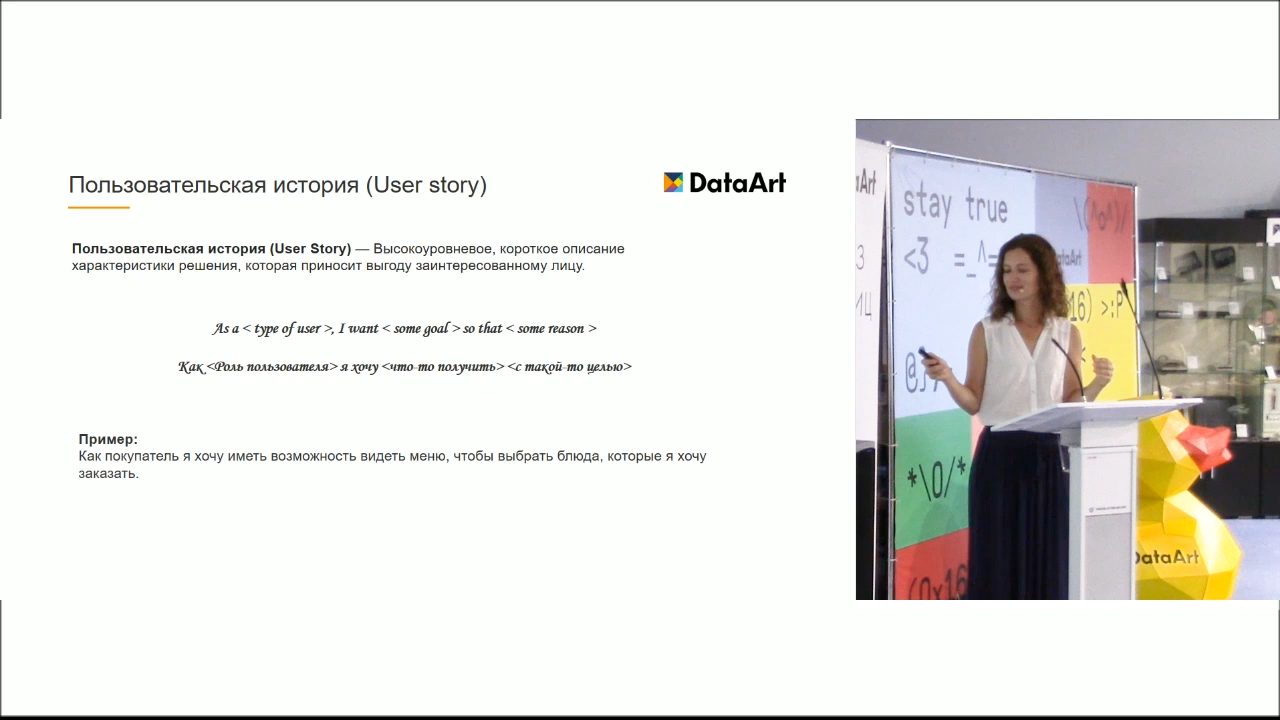 Пользовательская история (User story)
DataArt
Пользовательская история (User Story) — Высокоуровневое, короткое описание
характеристики решения, которая приносит выгоду заинтересованному лицу.
As a < type of user >, I want < some goal > so that < some reason >
Как <Роль пользователя> я хочу <что-то получить> <с такой-то целью>
Пример:
Как покупатель я хочу иметь возможность видеть меню, чтобы выбрать блюда, которые я хочу
заказать.
stay true
\(^o^)/
<3 =_^=
DataArt
>;P
*\O/*
(0x16
DataArt